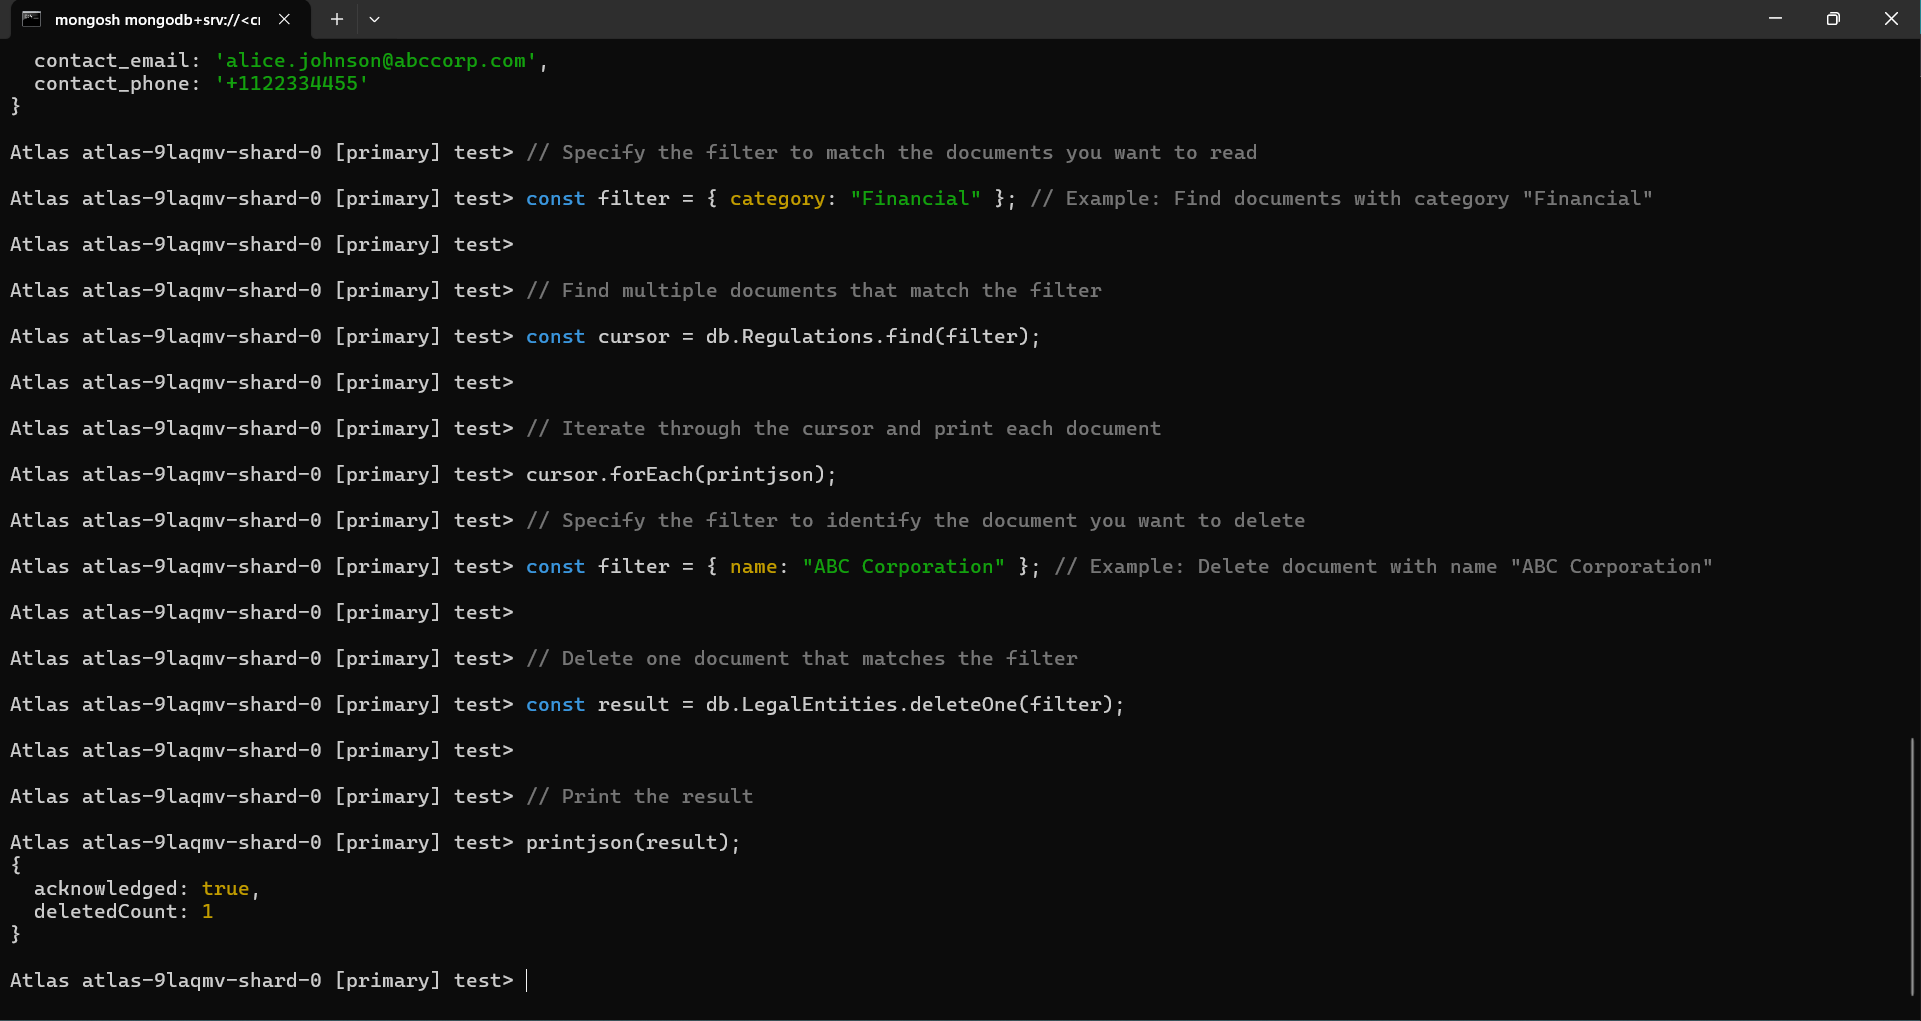 mongosh mongodb+srv://<cr
contact_email: 'alice.johnson@abccorp.com',
contact_phone: '+1122334455'
}
Atlas atlas-9laqmv-shard-0 [primary] test> // Specify the filter to match the documents you want to read
Atlas atlas-9laqmv-shard-0 [primary] test> const filter = { category: "Financial" }; // Example: Find documents with category "Financial"
Atlas atlas-9laqmv-shard-0 [primary] test>
Atlas atlas-9laqmv-shard-0 [primary] test> // Find multiple documents that match the filter
Atlas atlas-9laqmv-shard-0 [primary] test> const cursor = db.Regulations.find(filter);
Atlas atlas-9laqmv-shard-0 [primary] test>
Atlas atlas-9laqmv-shard-0 [primary] test> // Iterate through the cursor and print each document
Atlas atlas-9laqmv-shard-0 [primary] test> cursor.forEach(printjson);
Atlas atlas-9laqmv-shard-0 [primary] test> // Specify the filter to identify the document you want to delete
Atlas atlas-9laqmv-shard-0 [primary] test> const filter = { name: "ABC Corporation" }; // Example: Delete document with name "ABC Corporation"
Atlas atlas-9laqmv-shard-0 [primary] test>
Atlas atlas-9laqmv-shard-0 [primary] test> // Delete one document that matches the filter
Atlas atlas-9laqmv-shard-0 [primary] test> const result = db.LegalEntities.deleteOne(filter);
Atlas atlas-9laqmv-shard-0 [primary] test>
Atlas atlas-9laqmv-shard-0 [primary] test> // Print the result
Atlas atlas-9laqmv-shard-0 [primary] test> printjson(result);
{
acknowledged: true,
deletedCount: 1
}
Atlas atlas-9laqmv-shard-0 [primary] test>